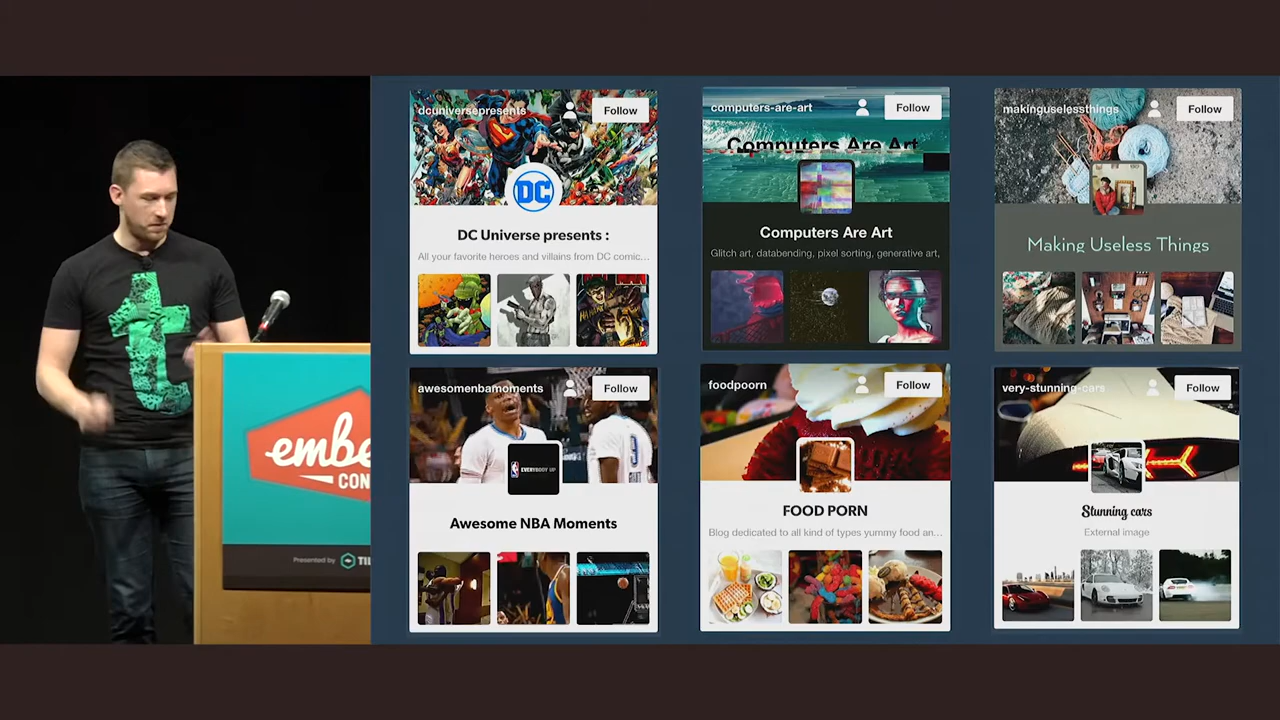 dcuniversepresents
Follow
DC
DC Universe presents :
All your favorite heroes and villains from DC comic...
computers-are-art
Follow
Computers Are Art
Computers Are Art
Glitch art, databending, pixel sorting, generative art,
makinguselessthings
Follow
Making Useless Things
awesomenbamoments
Follow
3
EVERYBODY UP
Awesome NBA Moments
foodpoorn
Follow
FOOD PORN
Blog dedicated to all kind of types yummy food an...
very-stunning-cars
Follow
Stunning cars
External image
t
embe
CON
Presented by TIL